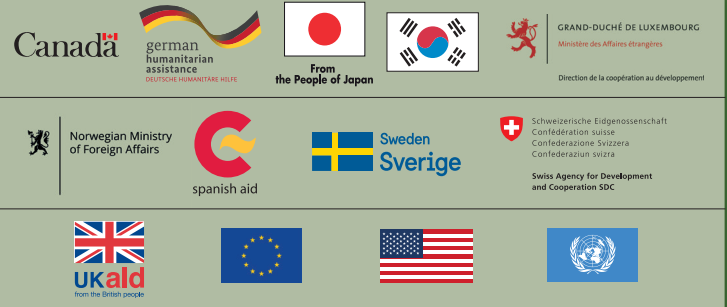 Canada
german
humanitarian
assistance
DEUTSCHE HUMANITÄRE HILFE
From
the People of Japan
GRAND-DUCHÉ DE LUXEMBOURG
Ministère des Affaires étrangères
Direction de la coopération au développement
Norwegian Ministry
of Foreign Affairs
spanish aid
Sweden
Sverige
Schweizerische Eidgenossenschaft
Confédération suisse
Confederazione Svizzera
Confederaziun svizra
Swiss Agency for Development
and Cooperation SDC
UKaid
from the British people